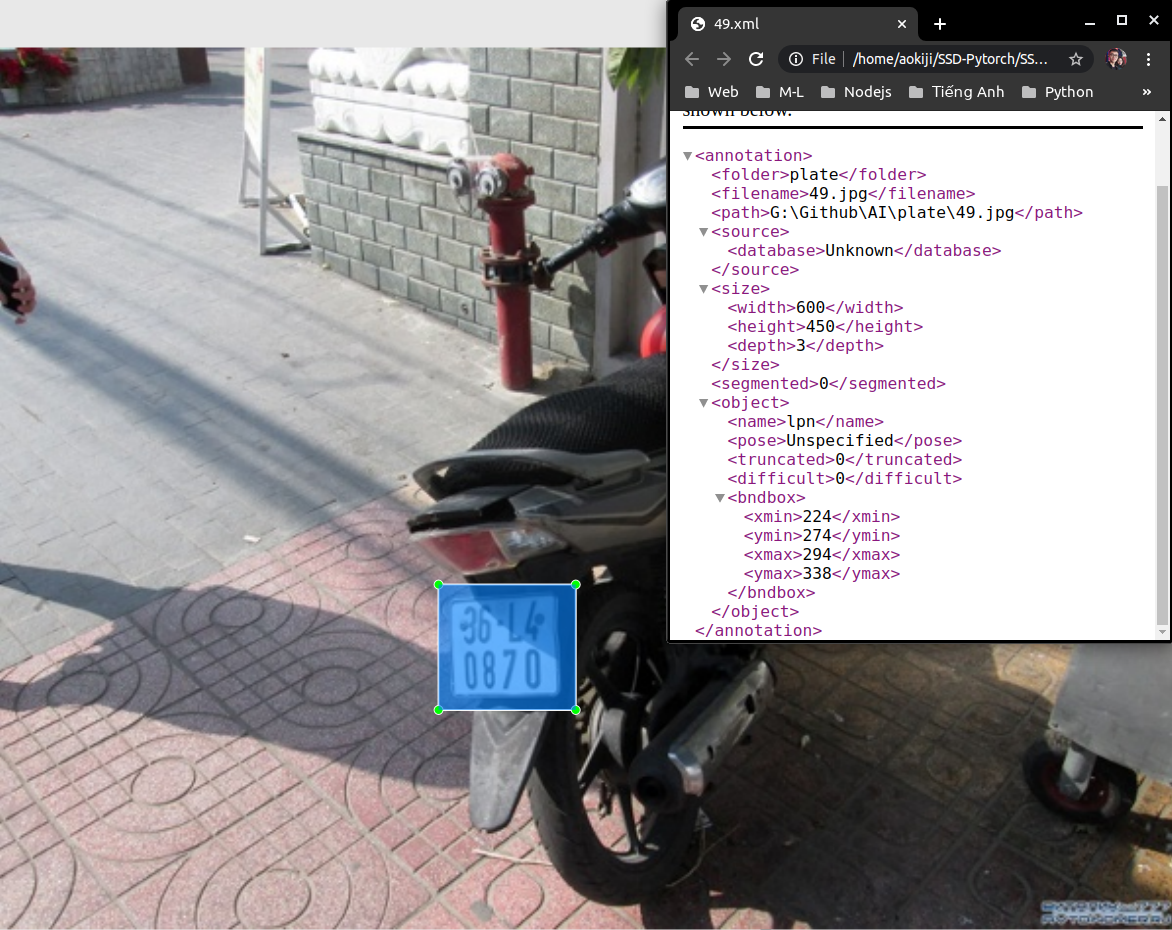 49.xml
File
/home/aokiji/SSD-Pytorch/SS...
Web
M-L
Nodejs
Tiếng Anh
Python
»
shown below.
<annotation>
<folder>plate</folder>
<filename>49.jpg</filename>
<path>G:\Github\AI\plate\49.jpg</path>
<source>
<database>Unknown</database>
</source>
<size>
<width>600</width>
<height>450</height>
<depth>3</depth>
</size>
<segmented>0</segmented>
<object>
<name>lpn</name>
<pose>Unspecified</pose>
<truncated>0</truncated>
<difficult>0</difficult>
<bndbox>
<xmin>224</xmin>
<ymin>274</ymin>
<xmax>294</xmax>
<ymax>338</ymax>
</bndbox>
</object>
</annotation>
36-L4
0870